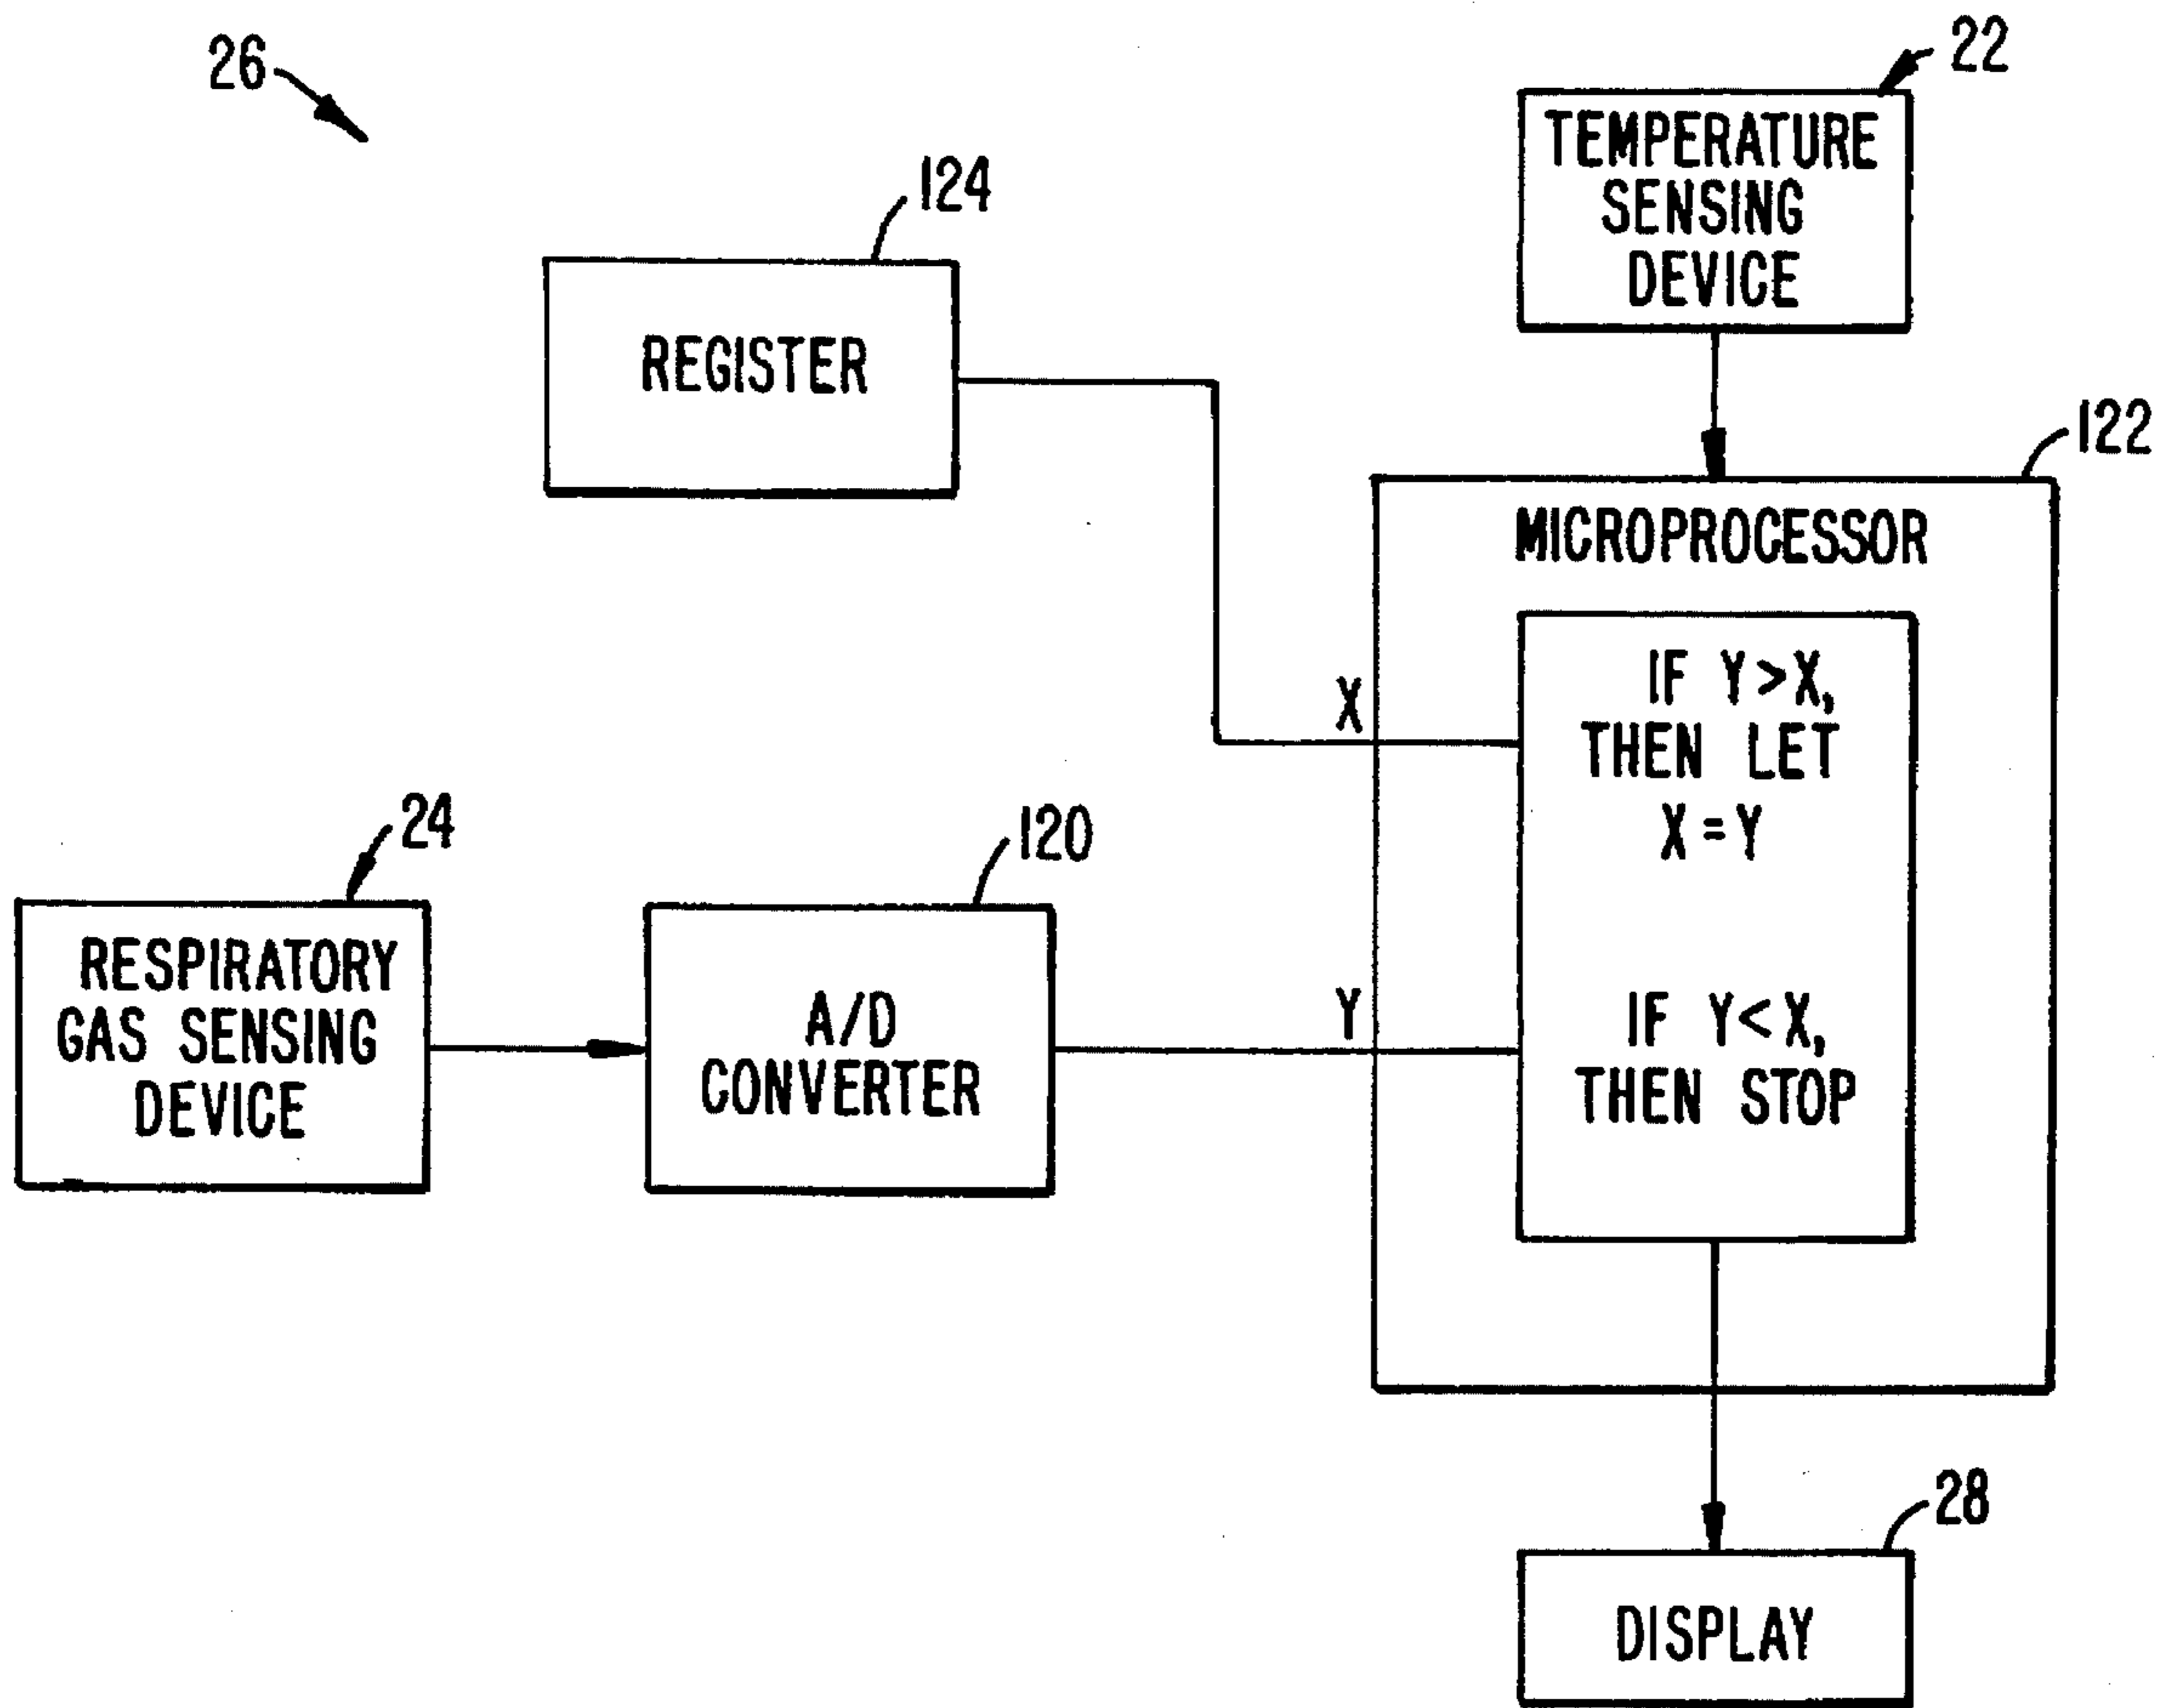 26
22
TEMPERATURE
SENSING
DEVICE
124
REGISTER
122
MICROPROCESSOR
IF Y>X,
THEN LET
X=Y
X
24
120
RESPIRATORY
GAS SENSING
DEVICE
A/D
CONVERTER
Y
IF Y<X,
THEN STOP
28
DISPLAY